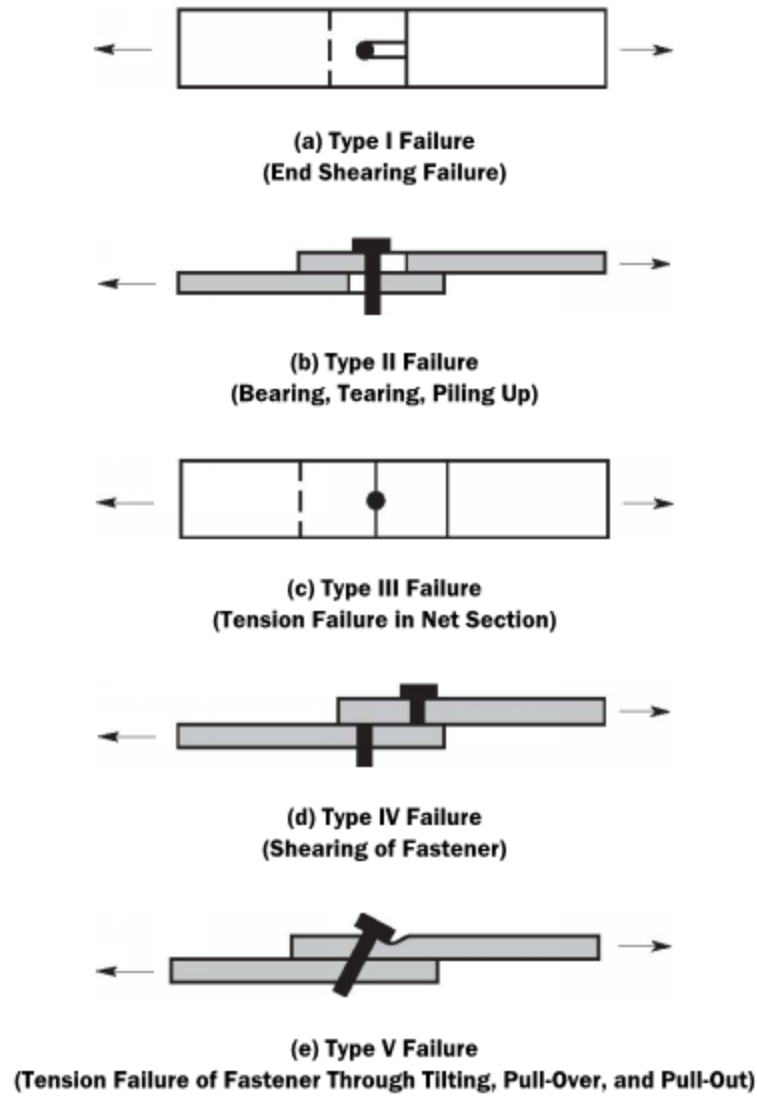 (a) Type I Failure
(End Shearing Failure)
(b) Type II Failure
(Bearing, Tearing, Piling Up)
(c) Type III Failure
(Tension Failure in Net Section)
(d) Type IV Failure
(Shearing of Fastener)
(e) Type V Failure
(Tension Failure of Fastener Through Tilting, Pull-Over, and Pull-Out)